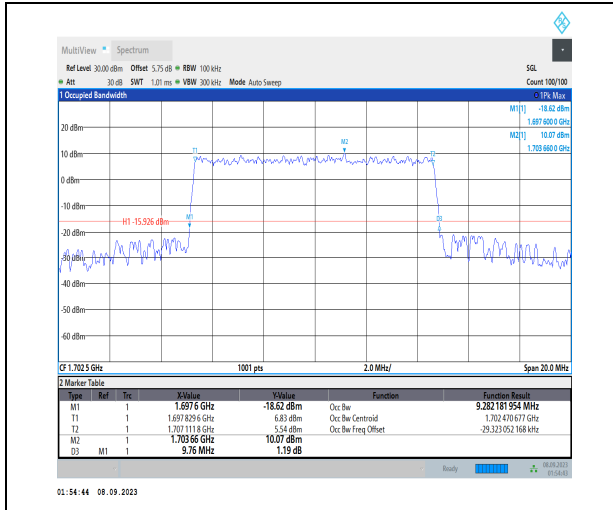 MultiView Spectrum
Ref Level 30.00 dBm Offset 5.75 dB RBW 100 kHz SGL
Att 30 dB SWT 1.01 ms VBW 300 kHz Mode Auto Sweep Count 100/100
1 Occupied Bandwidth 1Pk Max
M1[1] -18.62 dBm
1.697 600 0 GHz
20 dBm
M2[1] 10.07 dBm
1.703 660 0 GHz
M2
T1 T2
10 dBm
0 dBm
-10 dBm
M1 D3
H1 -15.926 dBm
-20 dBm
-30 dBm
-40 dBm
-50 dBm
-60 dBm
CF 1.702 5 GHz 1001 pts 2.0 MHz/ Span 20.0 MHz
2 Marker Table
Type Ref Trc X-Value Y-Value Function Function Result
M1 1 1.697 6 GHz -18.62 dBm Occ Bw 9.282 181 954 MHz
T1 1 1.697 829 6 GHz 6.83 dBm Occ Bw Centroid 1.702 470 677 GHz
T2 1 1.707 111 8 GHz 5.54 dBm Occ Bw Freq Offset -29.323 052 168 kHz
M2 1 1.703 66 GHz 10.07 dBm
D3 M1 1 9.76 MHz 1.19 dB
Ready 08.09.2023
01:54:43
01:54:44 08.09.2023